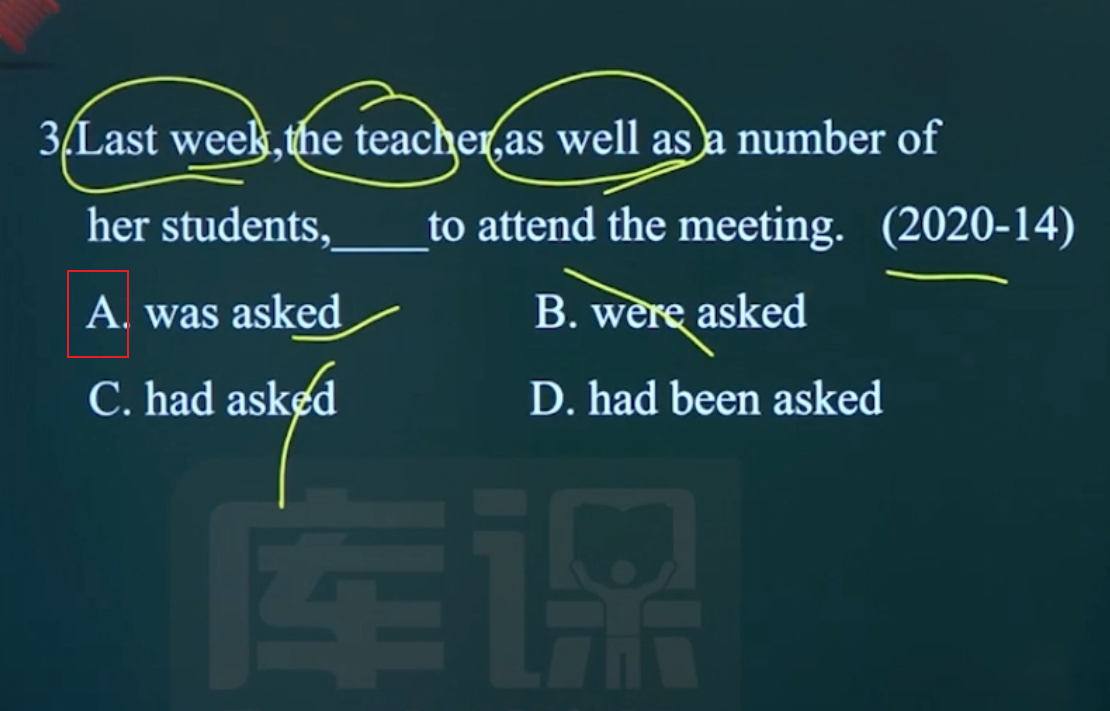 3.Last week,the teacher,as well as a number of
her students,____to attend the meeting. (2020-14)
A. was asked B. were asked
C. had asked D. had been asked
库课